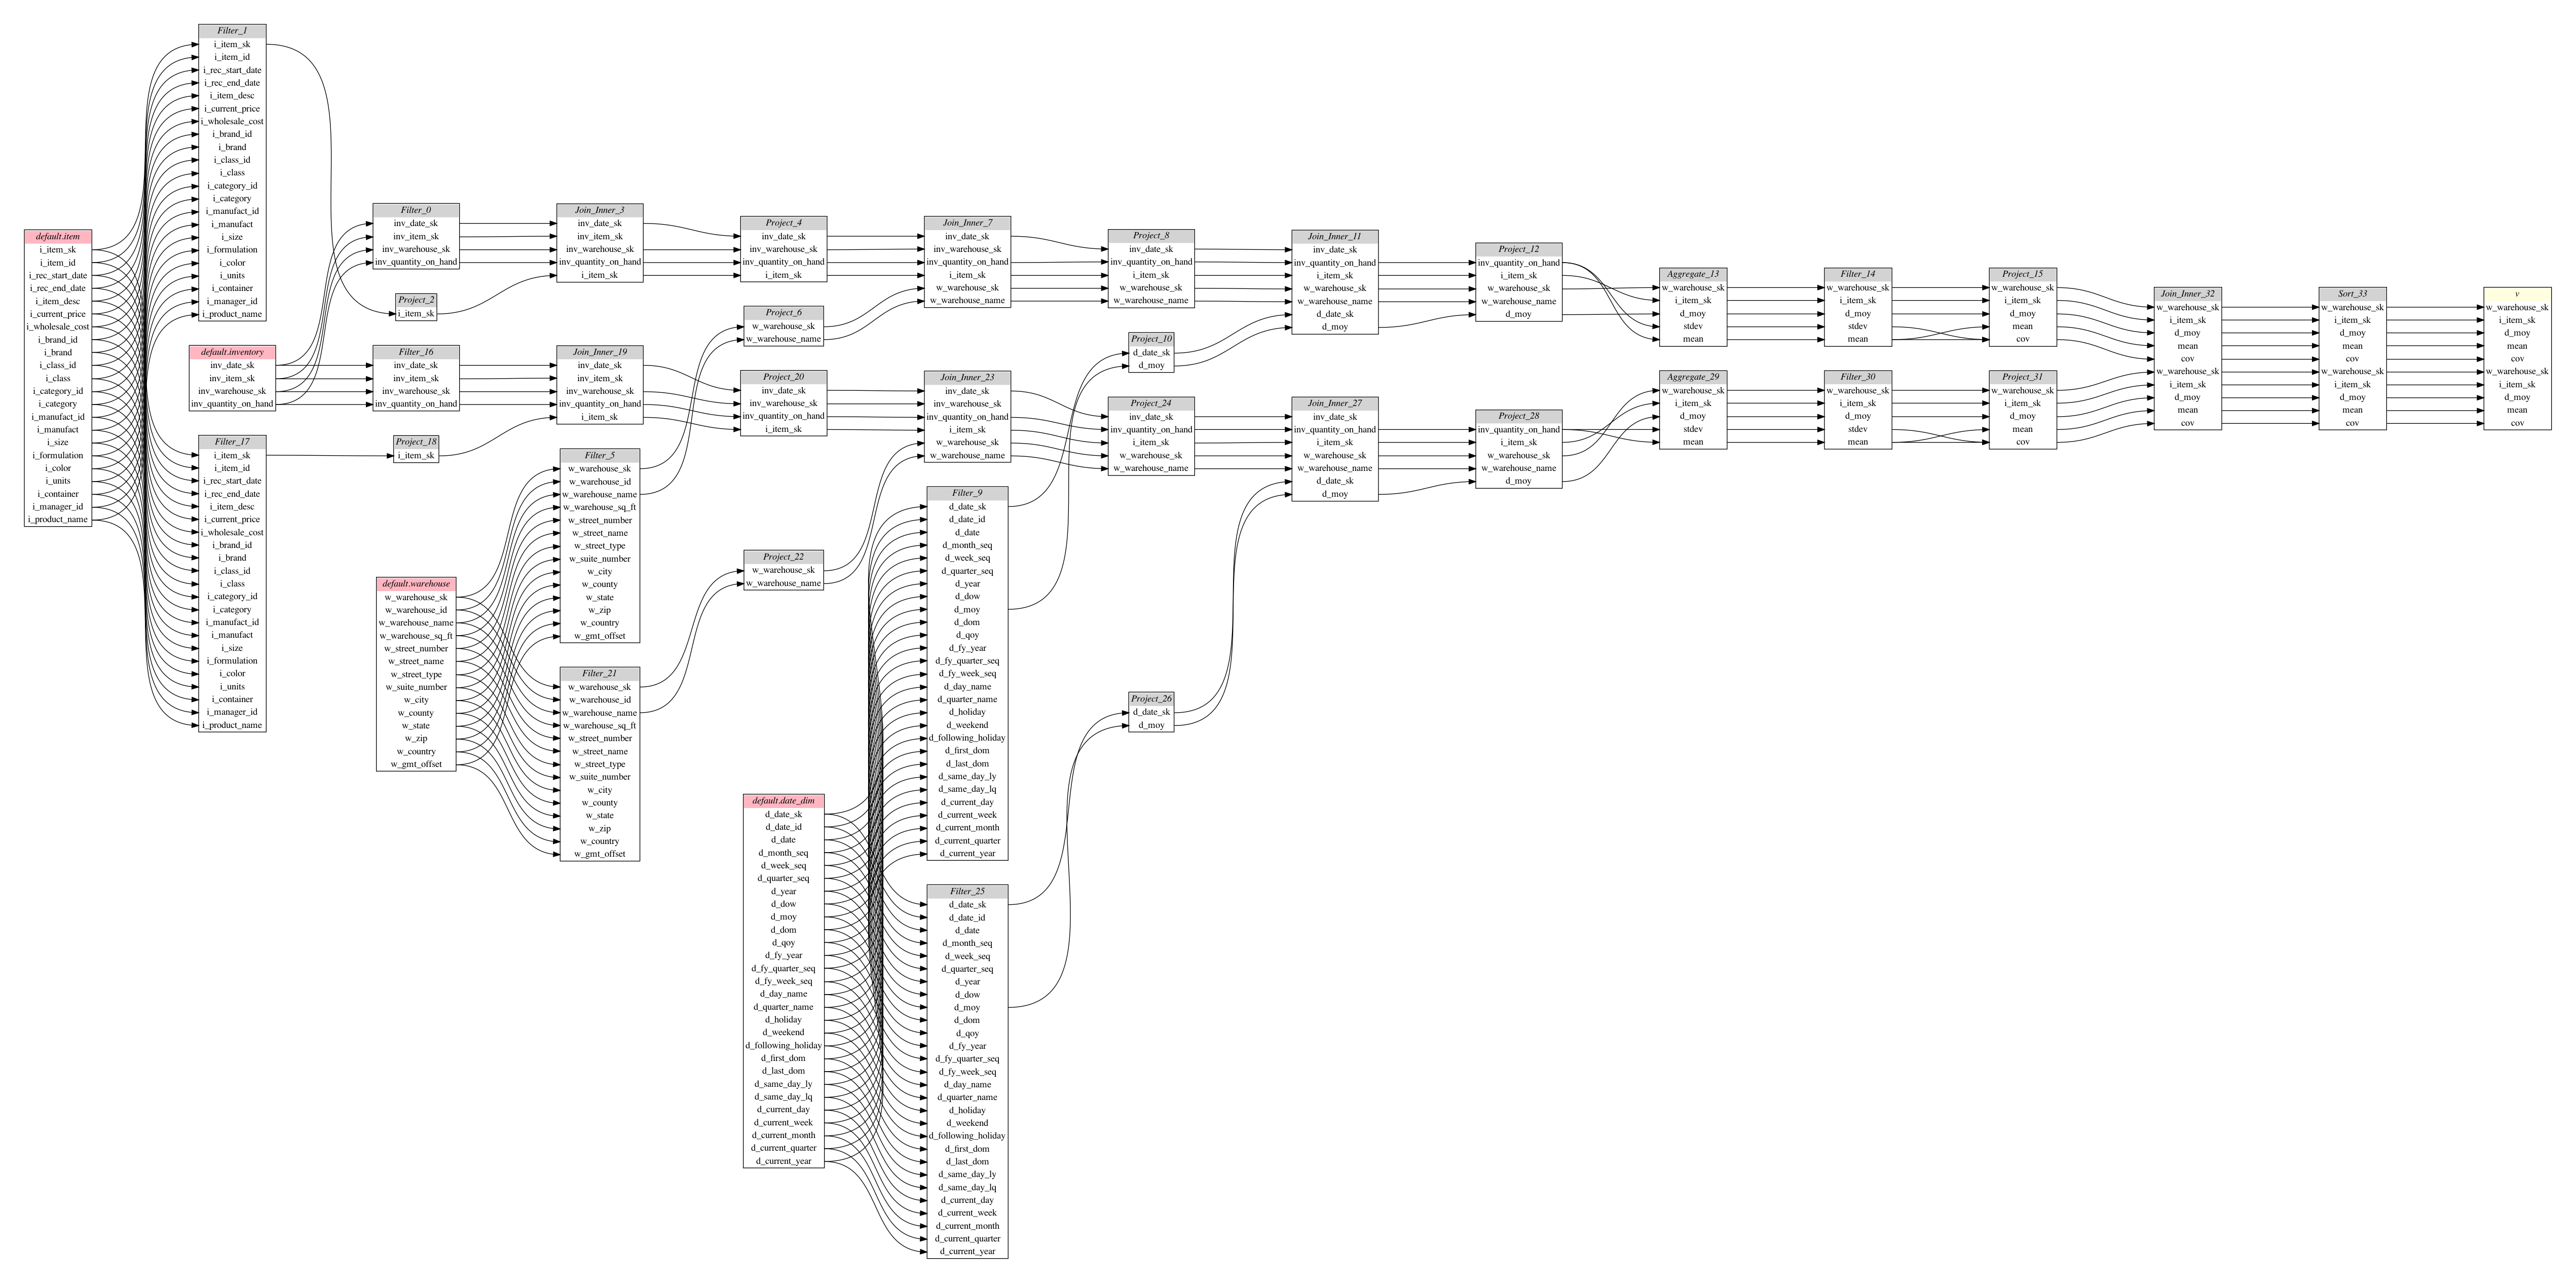 default.item
i_item_sk
i_item_id
i_rec_start_date
i_rec_end_date
i_item_desc
i_current_price
i_wholesale_cost
i_brand_id
i_brand
i_class_id
i_class
i_category_id
i_category
i_manufact_id
i_manufact
i_size
i_formulation
i_color
i_units
i_container
i_manager_id
i_product_name
Filter_1
i_item_sk
i_item_id
i_rec_start_date
i_rec_end_date
i_item_desc
i_current_price
i_wholesale_cost
i_brand_id
i_brand
i_class_id
i_class
i_category_id
i_category
i_manufact_id
i_manufact
i_size
i_formulation
i_color
i_units
i_container
i_manager_id
i_product_name
default.inventory
inv_date_sk
inv_item_sk
inv_warehouse_sk
inv_quantity_on_hand
Filter_17
i_item_sk
i_item_id
i_rec_start_date
i_rec_end_date
i_item_desc
i_current_price
i_wholesale_cost
i_brand_id
i_brand
i_class_id
i_class
i_category_id
i_category
i_manufact_id
i_manufact
i_size
i_formulation
i_color
i_units
i_container
i_manager_id
i_product_name
Filter_0
inv_date_sk
inv_item_sk
inv_warehouse_sk
inv_quantity_on_hand
Project_2
i_item_sk
Filter_16
inv_date_sk
inv_item_sk
inv_warehouse_sk
inv_quantity_on_hand
Project_18
i_item_sk
default.warehouse
w_warehouse_sk
w_warehouse_id
w_warehouse_name
w_warehouse_sq_ft
w_street_number
w_street_name
w_street_type
w_suite_number
w_city
w_county
w_state
w_zip
w_country
w_gmt_offset
Join_Inner_3
inv_date_sk
inv_item_sk
inv_warehouse_sk
inv_quantity_on_hand
i_item_sk
Join_Inner_19
inv_date_sk
inv_item_sk
inv_warehouse_sk
inv_quantity_on_hand
i_item_sk
Filter_5
w_warehouse_sk
w_warehouse_id
w_warehouse_name
w_warehouse_sq_ft
w_street_number
w_street_name
w_street_type
w_suite_number
w_city
w_county
w_state
w_zip
w_country
w_gmt_offset
Filter_21
w_warehouse_sk
w_warehouse_id
w_warehouse_name
w_warehouse_sq_ft
w_street_number
w_street_name
w_street_type
w_suite_number
w_city
w_county
w_state
w_zip
w_country
w_gmt_offset
Project_4
inv_date_sk
inv_warehouse_sk
inv_quantity_on_hand
i_item_sk
Project_6
w_warehouse_sk
w_warehouse_name
Project_20
inv_date_sk
inv_warehouse_sk
inv_quantity_on_hand
i_item_sk
Project_22
w_warehouse_sk
w_warehouse_name
default.date_dim
d_date_sk
d_date_id
d_date
d_month_seq
d_week_seq
d_quarter_seq
d_year
d_dow
d_moy
d_dom
d_qoy
d_fy_year
d_fy_quarter_seq
d_fy_week_seq
d_day_name
d_quarter_name
d_holiday
d_weekend
d_following_holiday
d_first_dom
d_last_dom
d_same_day_ly
d_same_day_lq
d_current_day
d_current_week
d_current_month
d_current_quarter
d_current_year
Join_Inner_7
inv_date_sk
inv_warehouse_sk
inv_quantity_on_hand
i_item_sk
w_warehouse_sk
w_warehouse_name
Join_Inner_23
inv_date_sk
inv_warehouse_sk
inv_quantity_on_hand
i_item_sk
w_warehouse_sk
w_warehouse_name
Filter_9
d_date_sk
d_date_id
d_date
d_month_seq
d_week_seq
d_quarter_seq
d_year
d_dow
d_moy
d_dom
d_qoy
d_fy_year
d_fy_quarter_seq
d_fy_week_seq
d_day_name
d_quarter_name
d_holiday
d_weekend
d_following_holiday
d_first_dom
d_last_dom
d_same_day_ly
d_same_day_lq
d_current_day
d_current_week
d_current_month
d_current_quarter
d_current_year
Filter_25
d_date_sk
d_date_id
d_date
d_month_seq
d_week_seq
d_quarter_seq
d_year
d_dow
d_moy
d_dom
d_qoy
d_fy_year
d_fy_quarter_seq
d_fy_week_seq
d_day_name
d_quarter_name
d_holiday
d_weekend
d_following_holiday
d_first_dom
d_last_dom
d_same_day_ly
d_same_day_lq
d_current_day
d_current_week
d_current_month
d_current_quarter
d_current_year
Project_8
inv_date_sk
inv_quantity_on_hand
i_item_sk
w_warehouse_sk
w_warehouse_name
Project_10
d_date_sk
d_moy
Project_24
inv_date_sk
inv_quantity_on_hand
i_item_sk
w_warehouse_sk
w_warehouse_name
Project_26
d_date_sk
d_moy
Join_Inner_11
inv_date_sk
inv_quantity_on_hand
i_item_sk
w_warehouse_sk
w_warehouse_name
d_date_sk
d_moy
Join_Inner_27
inv_date_sk
inv_quantity_on_hand
i_item_sk
w_warehouse_sk
w_warehouse_name
d_date_sk
d_moy
Project_12
inv_quantity_on_hand
i_item_sk
w_warehouse_sk
w_warehouse_name
d_moy
Project_28
inv_quantity_on_hand
i_item_sk
w_warehouse_sk
w_warehouse_name
d_moy
Aggregate_13
w_warehouse_sk
i_item_sk
d_moy
stdev
mean
Aggregate_29
w_warehouse_sk
i_item_sk
d_moy
stdev
mean
Filter_14
w_warehouse_sk
i_item_sk
d_moy
stdev
mean
Filter_30
w_warehouse_sk
i_item_sk
d_moy
stdev
mean
Project_15
w_warehouse_sk
i_item_sk
d_moy
mean
cov
Project_31
w_warehouse_sk
i_item_sk
d_moy
mean
cov
Join_Inner_32
w_warehouse_sk
i_item_sk
d_moy
mean
cov
w_warehouse_sk
i_item_sk
d_moy
mean
cov
Sort_33
w_warehouse_sk
i_item_sk
d_moy
mean
cov
w_warehouse_sk
i_item_sk
d_moy
mean
cov
v
w_warehouse_sk
i_item_sk
d_moy
mean
cov
w_warehouse_sk
i_item_sk
d_moy
mean
cov